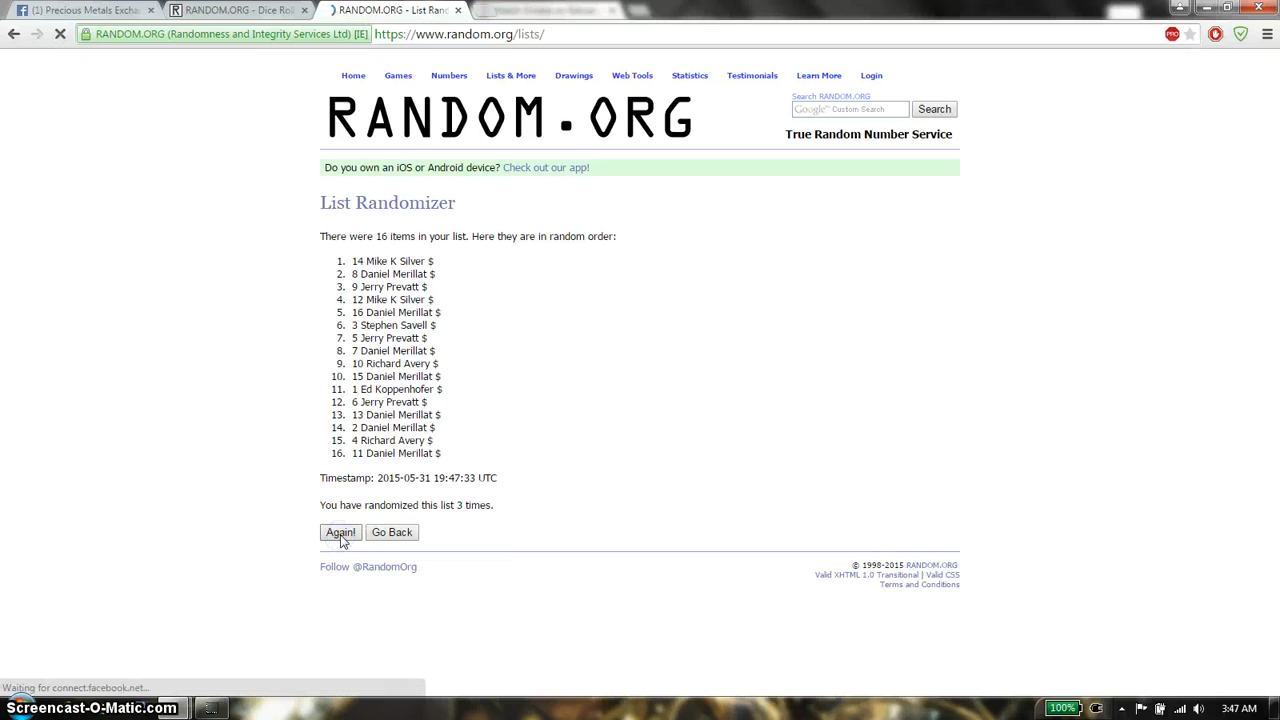 (1) Precious Metals Excha
RANDOM.ORG - Dice Roll
RANDOM.ORG - List Ran
RANDOM.ORG (Randomness and Integrity Services Ltd) [IE] https://www.random.org/lists/
PRO
Home Games Numbers Lists & More Drawings Web Tools Statistics Testimonials Learn More Login
RANDOM.ORG
Search RANDOM.ORG
Google™ Custom Search Search
True Random Number Service
Do you own an iOS or Android device? Check out our app!
List Randomizer
There were 16 items in your list. Here they are in random order:
1. 14 Mike K Silver $
2. 8 Daniel Merillat $
3. 9 Jerry Prevatt $
4. 12 Mike K Silver $
5. 16 Daniel Merillat $
6. 3 Stephen Savell $
7. 5 Jerry Prevatt $
8. 7 Daniel Merillat $
9. 10 Richard Avery $
10. 15 Daniel Merillat $
11. 1 Ed Koppenhofer $
12. 6 Jerry Prevatt $
13. 13 Daniel Merillat $
14. 2 Daniel Merillat $
15. 4 Richard Avery $
16. 11 Daniel Merillat $
Timestamp: 2015-05-31 19:47:33 UTC
You have randomized this list 3 times.
Again! Go Back
Follow @RandomOrg
© 1998-2015 RANDOM.ORG
Valid XHTML 1.0 Transitional | Valid CSS
Terms and Conditions
Waiting for connect.facebook.net...
Screencast-O-Matic.com
100%
3:47 AM